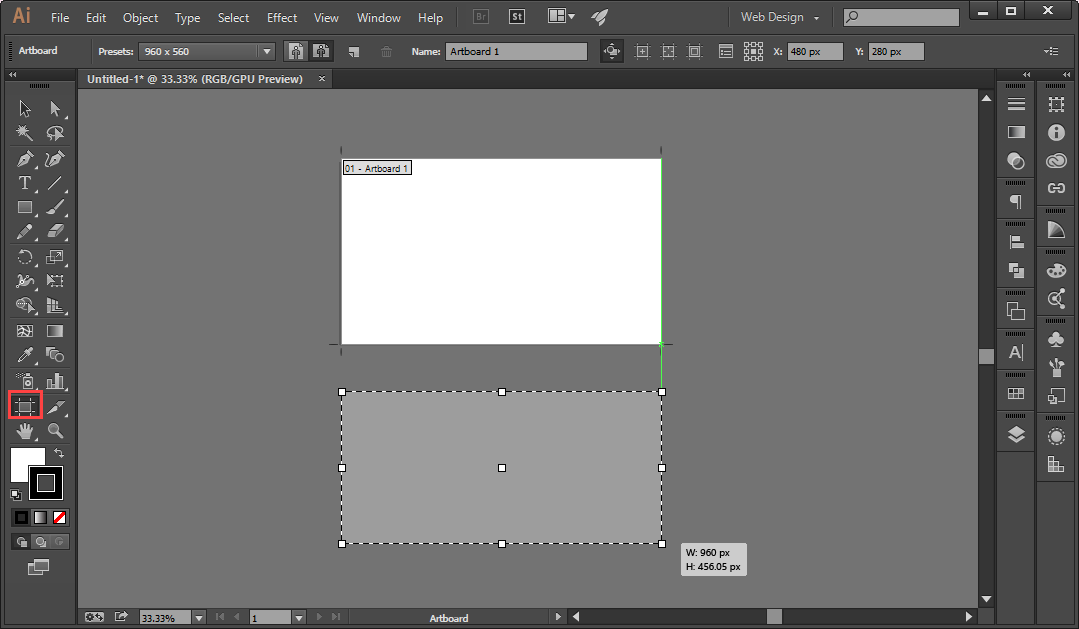 Ai File Edit Object Type Select Effect View Window Help Br St Web Design
Artboard Presets: 960 x 560 Name: Artboard 1 X: 480 px Y: 280 px
Untitled-1* @ 33.33% (RGB/GPU Preview) ×
01 - Artboard 1
T
A
W: 960 px
H: 456.05 px
33.33% 1 Artboard